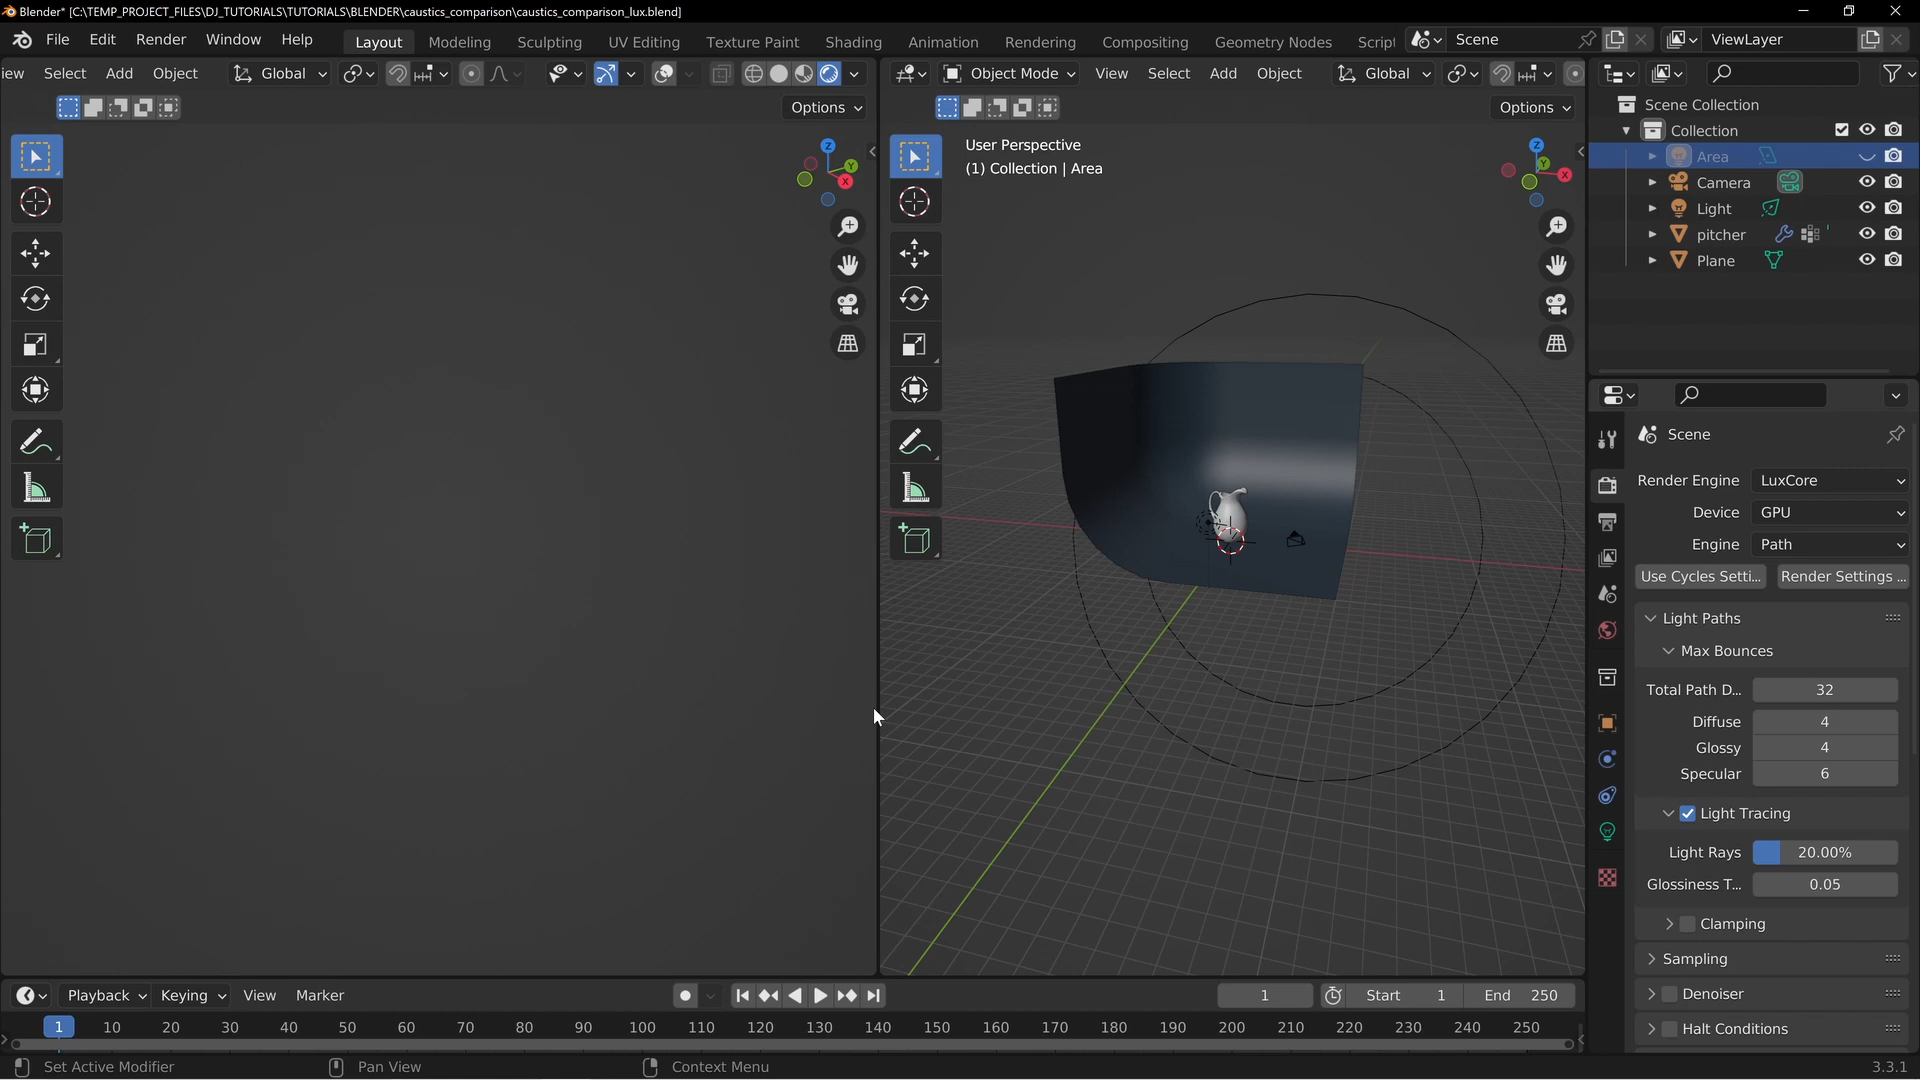 Blender* [C:\TEMP_PROJECT_FILES\DJ_TUTORIALS\TUTORIALS\BLENDER\caustics_comparison\caustics_comparison_lux.blend]
File Edit Render Window Help Layout Modeling Sculpting UV Editing Texture Paint Shading Animation Rendering Compositing Geometry Nodes Script Scene ViewLayer
iew Select Add Object Global Object Mode View Select Add Object Global
Options Options
User Perspective
(1) Collection | Area
Z Y X
Z Y X
Scene Collection
Collection
Area
Camera
Light
pitcher
Plane
Scene
Render Engine LuxCore
Device GPU
Engine Path
Use Cycles Setti... Render Settings ...
Light Paths
Max Bounces
Total Path D... 32
Diffuse 4
Glossy 4
Specular 6
Light Tracing
Light Rays 20.00%
Glossiness T... 0.05
Clamping
Sampling
Denoiser
Halt Conditions
Playback Keying View Marker 1 Start 1 End 250
1 10 20 30 40 50 60 70 80 90 100 110 120 130 140 150 160 170 180 190 200 210 220 230 240 250
Set Active Modifier Pan View Context Menu 3.3.1